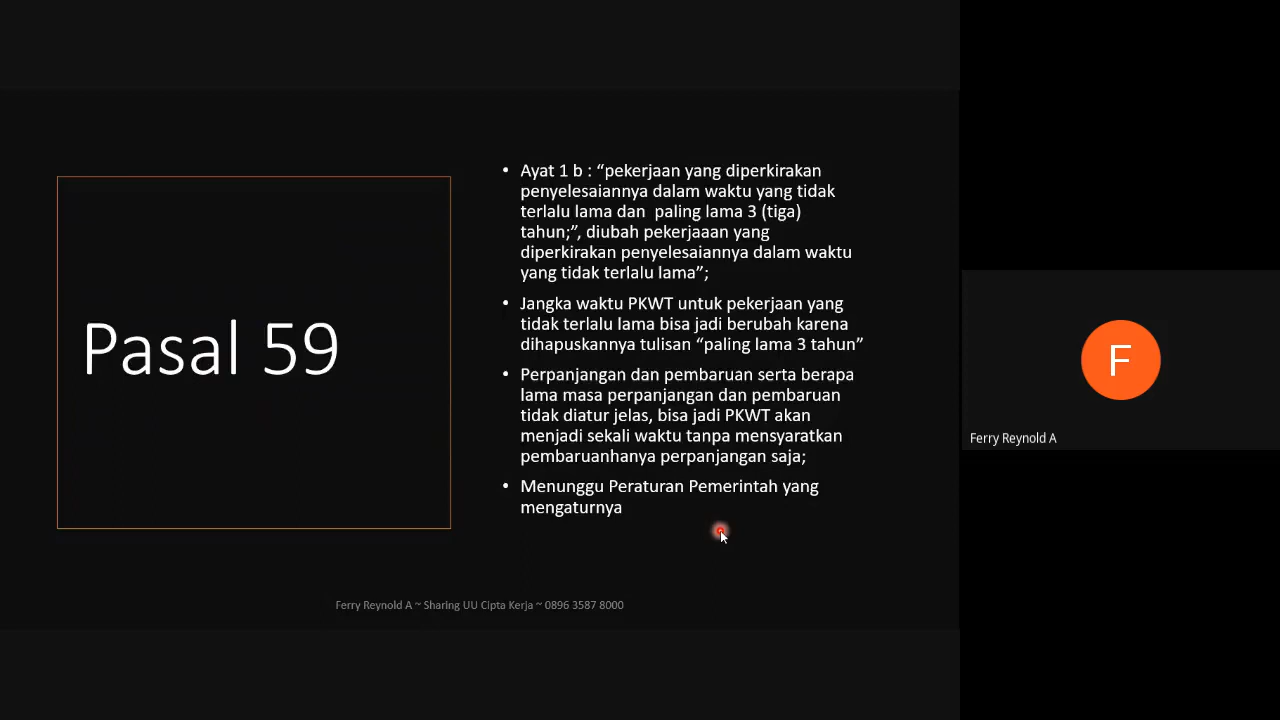 Pasal 59
• Ayat 1 b : “pekerjaan yang diperkirakan
penyelesaiannya dalam waktu yang tidak
terlalu lama dan  paling lama 3 (tiga)
tahun;”, diubah pekerjaaan yang
diperkirakan penyelesaiannya dalam waktu
yang tidak terlalu lama”;
• Jangka waktu PKWT untuk pekerjaan yang
tidak terlalu lama bisa jadi berubah karena
dihapuskannya tulisan “paling lama 3 tahun”
• Perpanjangan dan pembaruan serta berapa
lama masa perpanjangan dan pembaruan
tidak diatur jelas, bisa jadi PKWT akan
menjadi sekali waktu tanpa mensyaratkan
pembaruanhanya perpanjangan saja;
• Menunggu Peraturan Pemerintah yang
mengaturnya
Ferry Reynold A ~ Sharing UU Cipta Kerja ~ 0896 3587 8000
F
Ferry Reynold A